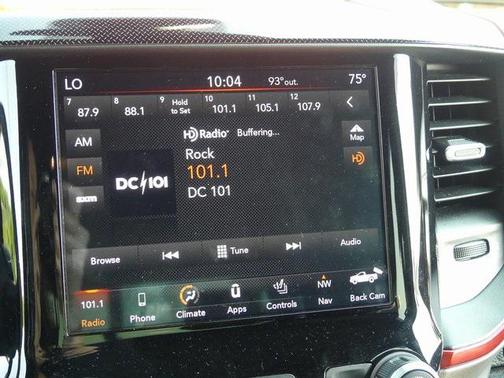 LO 10:04 93°out. 75°
7 8 9 10 11 12
87.9 88.1 Hold to Set 101.1 105.1 107.9
AM
HD Radio Buffering...
Map
Rock
FM
101.1
HD
DC 101
DC 101
Browse
Tune
Audio
101.1
Radio
Phone
Climate
Apps
Controls
NW
Nav
Back Cam